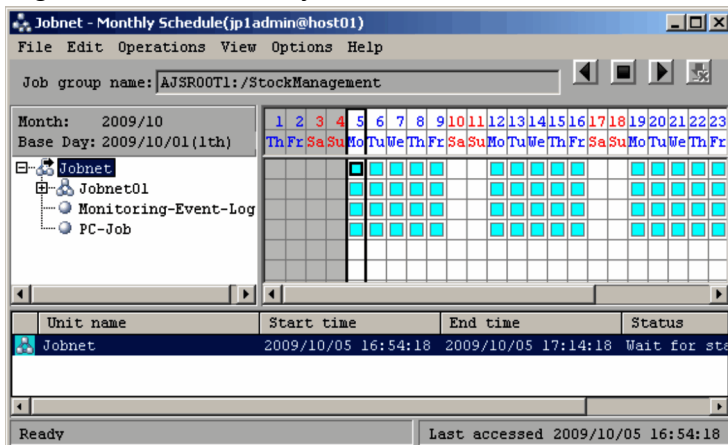 Jobnet - Monthly Schedule(jp1admin@host01)
File Edit Operations View Options Help
Job group name: AJSROOT1:/StockManagement
Month: 2009/10
Base Day: 2009/10/01(1th)
1 2 3 4 5 6 7 8 9 10 11 12 13 14 15 16 17 18 19 20 21 22 23
Th Fr Sa Su Mo Tu We Th Fr Sa Su Mo Tu We Th Fr Sa Su Mo Tu We Th Fr
Jobnet
Jobnet01
Monitoring-Event-Log
PC-Job
Unit name Start time End time Status
Jobnet 2009/10/05 16:54:18 2009/10/05 17:14:18 Wait for sta
Ready Last accessed 2009/10/05 16:54:18